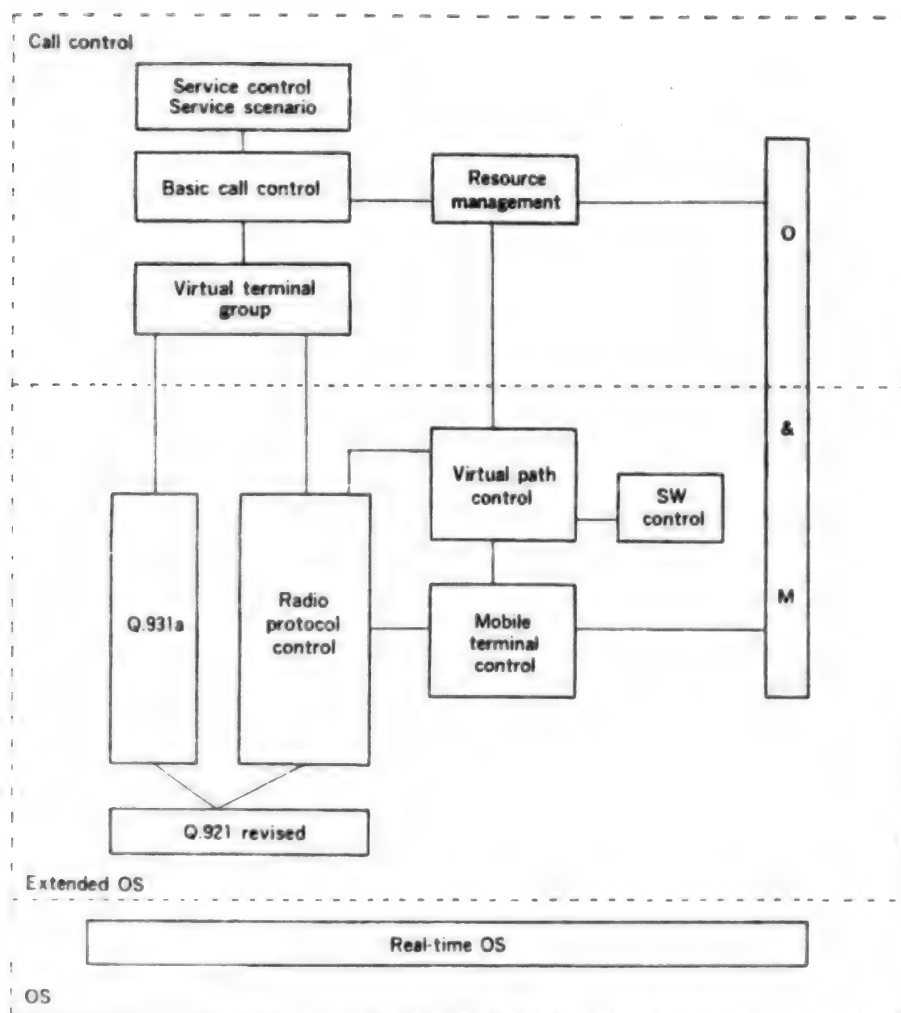 Call control
Service control
Service scenario
Basic call control
Resource
management
Virtual terminal
group
O
&
M
Virtual path
control
SW
control
Q.931a
Radio
protocol
control
Mobile
terminal
control
Q.921 revised
Extended OS
Real-time OS
OS